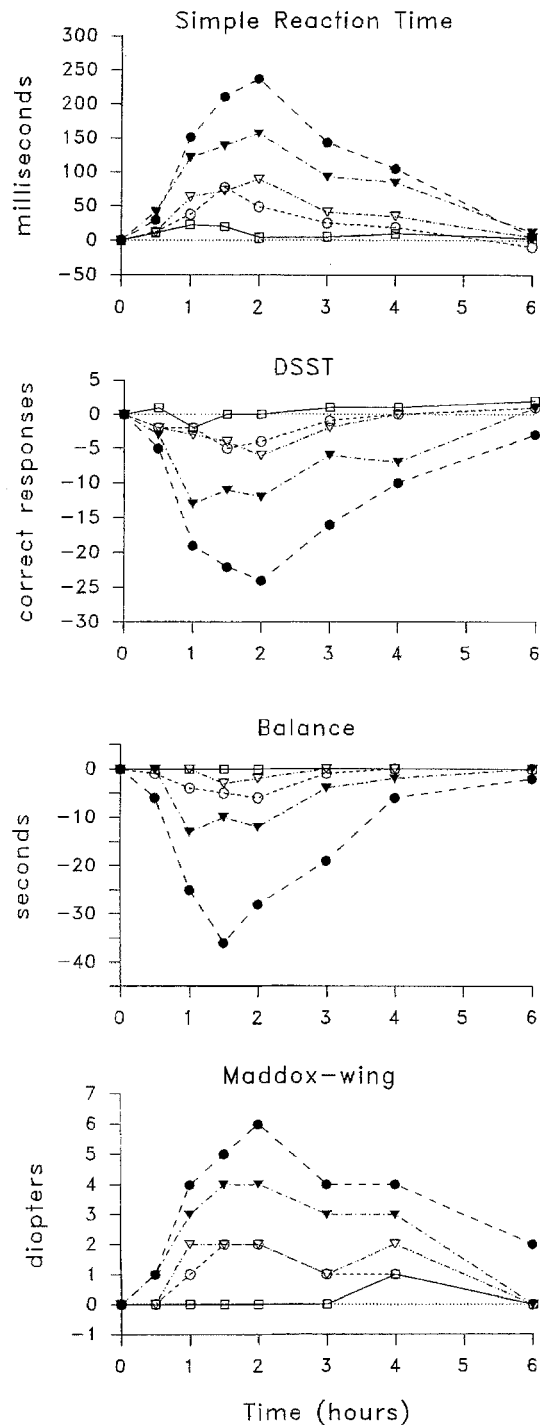 Simple Reaction Time
milliseconds
300
250
200
150
100
50
0
-50
0 1 2 3 4 5 6
DSST
correct responses
5
0
-5
-10
-15
-20
-25
-30
0 1 2 3 4 5 6
Balance
seconds
0
-10
-20
-30
-40
0 1 2 3 4 5 6
Maddox-wing
diopters
7
6
5
4
3
2
1
0
-1
0 1 2 3 4 5 6
Time (hours)